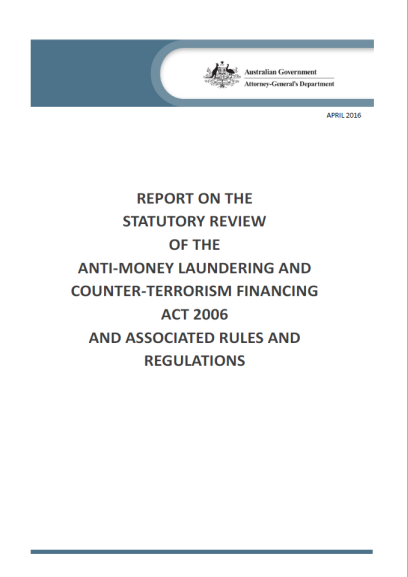 Australian Government
Attorney-General's Department
APRIL 2016
REPORT ON THE
STATUTORY REVIEW
OF THE
ANTI-MONEY LAUNDERING AND
COUNTER-TERRORISM FINANCING
ACT 2006
AND ASSOCIATED RULES AND
REGULATIONS